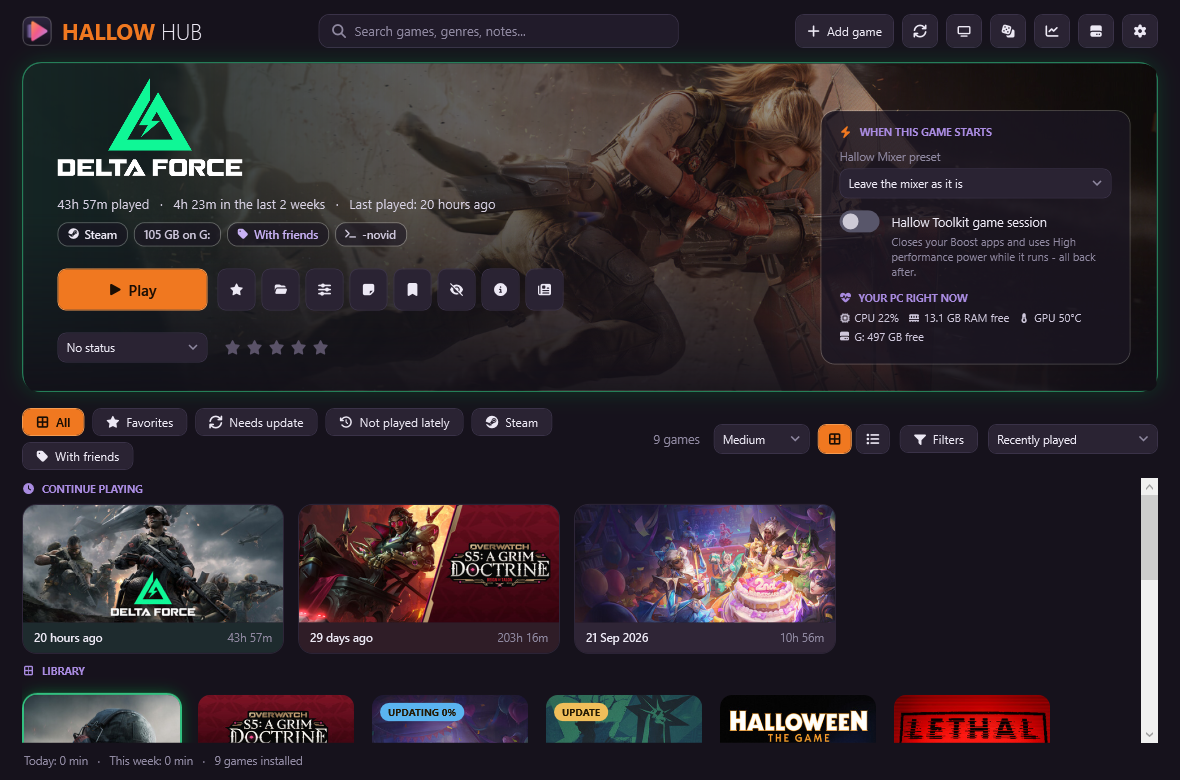 HALLOW HUB
Search games, genres, notes...
Add game
DELTA FORCE
43h 57m played · 4h 23m in the last 2 weeks · Last played: 20 hours ago
Steam
105 GB on G:
With friends
-novid
Play
No status
WHEN THIS GAME STARTS
Hallow Mixer preset
Leave the mixer as it is
Hallow Toolkit game session
Closes your Boost apps and uses High
performance power while it runs - all back
after.
YOUR PC RIGHT NOW
CPU 22% 13.1 GB RAM free GPU 50°C
G: 497 GB free
All
Favorites
Needs update
Not played lately
Steam
With friends
9 games
Medium
Filters
Recently played
CONTINUE PLAYING
DELTA FORCE
20 hours ago 43h 57m
OVERWATCH
S5: A GRIM
DOCTRINE
29 days ago 203h 16m
21 Sep 2026 10h 56m
LIBRARY
OVERWATCH
S5: A GRIM
DOCTRINE
UPDATING 0%
UPDATE
HALLOWEEN
THE GAME
LETHAL
Today: 0 min · This week: 0 min · 9 games installed